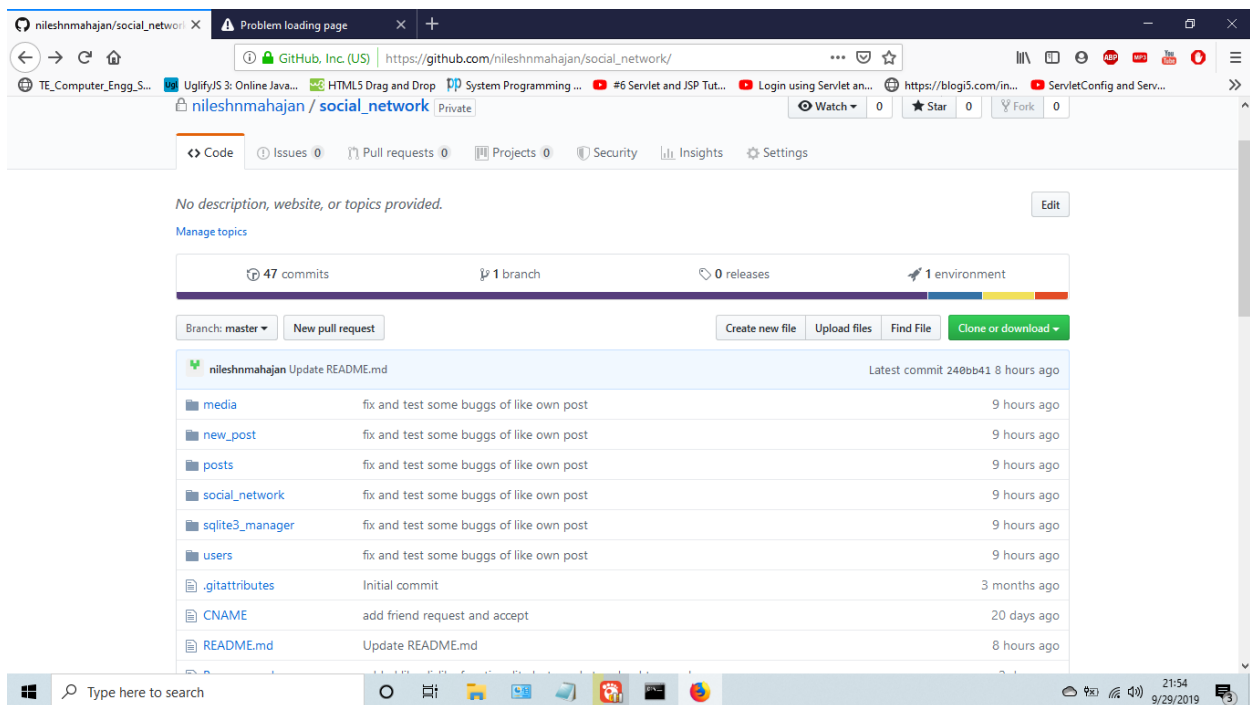 nileshnmahajan/social_networ
Problem loading page
GitHub, Inc. (US) https://github.com/nileshnmahajan/social_network/
TE_Computer_Engg_S... UglifyJS 3: Online Java... HTML5 Drag and Drop System Programming ... #6 Servlet and JSP Tut... Login using Servlet an... https://blogi5.com/in... ServletConfig and Serv...
nileshnmahajan / social_network Private
Watch 0 Star 0 Fork 0
Code Issues 0 Pull requests 0 Projects 0 Security Insights Settings
No description, website, or topics provided.
Edit
Manage topics
47 commits 1 branch 0 releases 1 environment
Branch: master New pull request Create new file Upload files Find File Clone or download
nileshnmahajan Update README.md Latest commit 240bb41 8 hours ago
media fix and test some buggs of like own post 9 hours ago
new_post fix and test some buggs of like own post 9 hours ago
posts fix and test some buggs of like own post 9 hours ago
social_network fix and test some buggs of like own post 9 hours ago
sqlite3_manager fix and test some buggs of like own post 9 hours ago
users fix and test some buggs of like own post 9 hours ago
.gitattributes Initial commit 3 months ago
CNAME add friend request and accept 20 days ago
README.md Update README.md 8 hours ago
Type here to search
21:54
9/29/2019
3